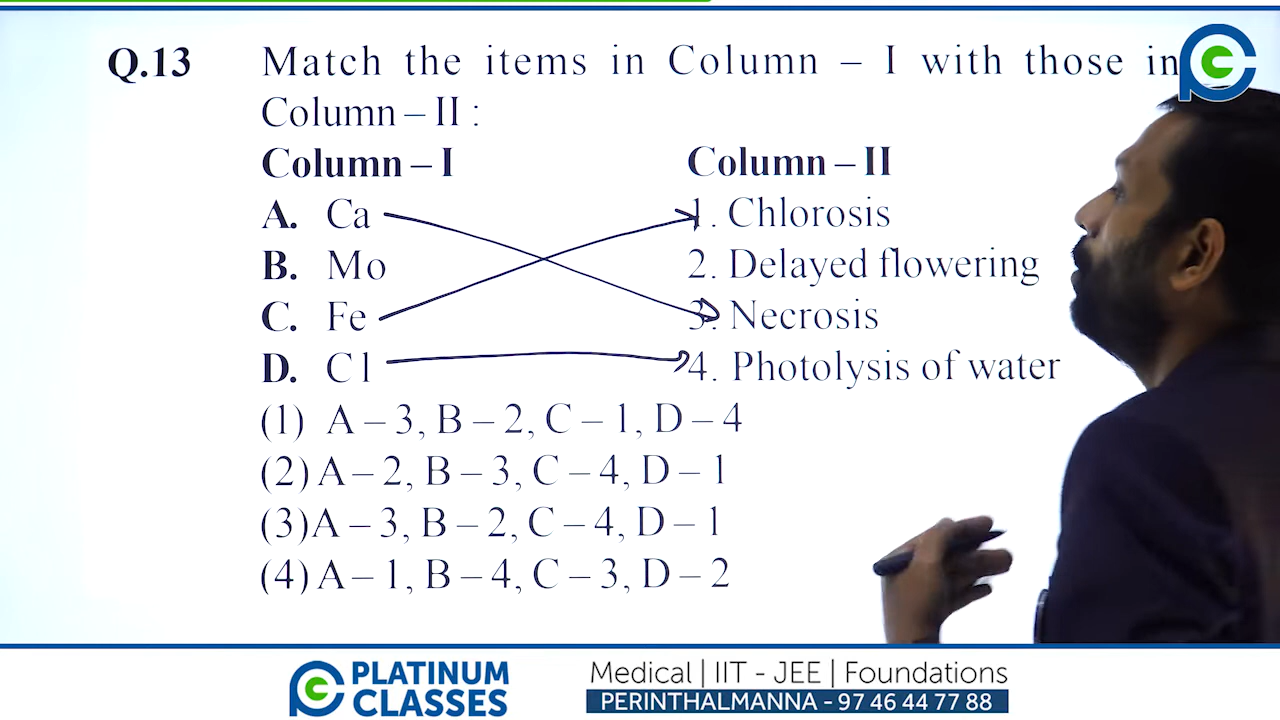 Q.13 Match the items in Column – I with those in
Column – II :
Column – I Column – II
A. Ca 1. Chlorosis
B. Mo 2. Delayed flowering
C. Fe 3. Necrosis
D. Cl 4. Photolysis of water
(1) A – 3, B – 2, C – 1, D – 4
(2) A – 2, B – 3, C – 4, D – 1
(3) A – 3, B – 2, C – 4, D – 1
(4) A – 1, B – 4, C – 3, D – 2
PLATINUM
CLASSES
Medical | IIT - JEE | Foundations
PERINTHALMANNA - 97 46 44 77 88